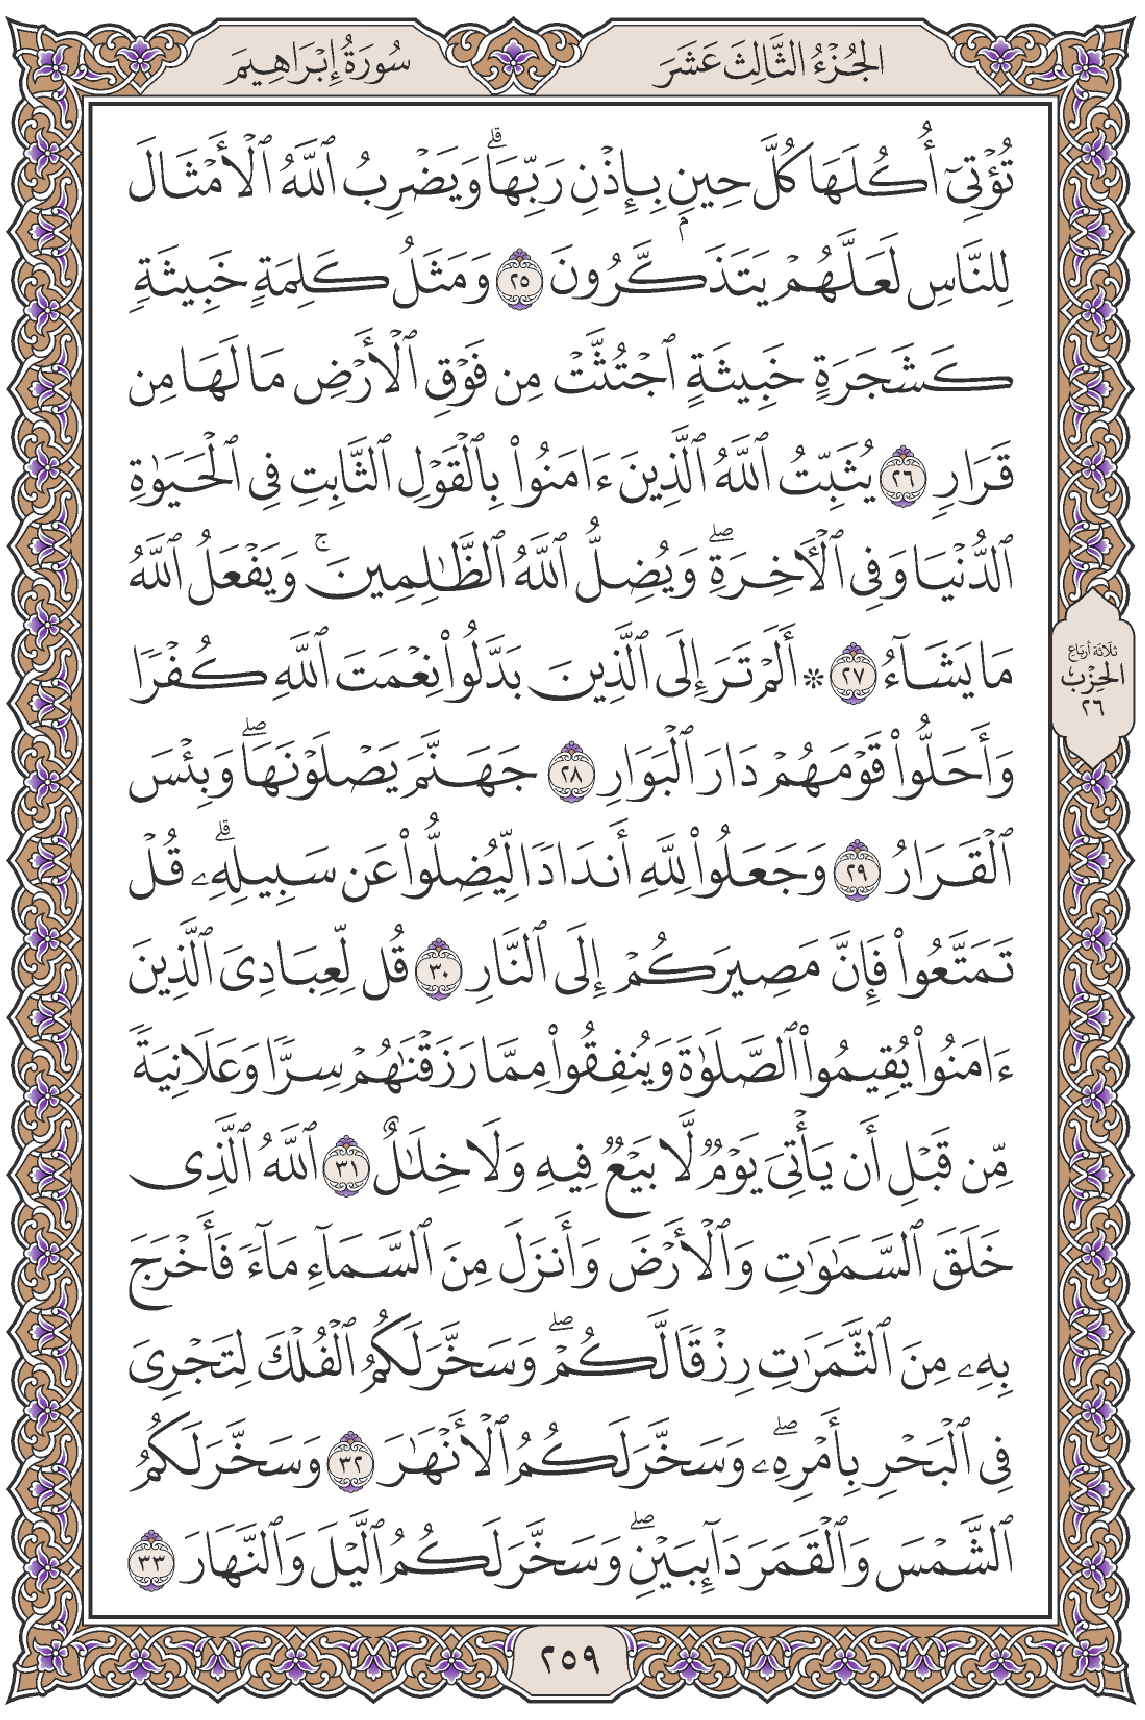 الجُزْءُ الثَّالِثَ عَشَرَ
سُورَةُ إِبْرَاهِيمَ
تُؤْتِىٓ أُكُلَهَا كُلَّ حِينِۭ بِإِذْنِ رَبِّهَاۗ وَيَضْرِبُ ٱللَّهُ ٱلْأَمْثَالَ
لِلنَّاسِ لَعَلَّهُمْ يَتَذَكَّرُونَ ٢٥ وَمَثَلُ كَلِمَةٍ خَبِيثَةٖ
كَشَجَرَةٍ خَبِيثَةٍ ٱجْتُثَّتْ مِن فَوْقِ ٱلْأَرْضِ مَا لَهَا مِن
قَرَارٖ ٢٦ يُثَبِّتُ ٱللَّهُ ٱلَّذِينَ ءَامَنُوا۟ بِٱلْقَوْلِ ٱلثَّابِتِ فِى ٱلْحَيَوٰةِ
ٱلدُّنْيَا وَفِى ٱلْـَٔاخِرَةِۖ وَيُضِلُّ ٱللَّهُ ٱلظَّـٰلِمِينَۚ وَيَفْعَلُ ٱللَّهُ
مَا يَشَآءُ ٢٧ ۞ أَلَمْ تَرَ إِلَى ٱلَّذِينَ بَدَّلُوا۟ نِعْمَتَ ٱللَّهِ كُفْرٗا
وَأَحَلُّوا۟ قَوْمَهُمْ دَارَ ٱلْبَوَارِ ٢٨ جَهَنَّمَ يَصْلَوْنَهَاۖ وَبِئْسَ
ٱلْقَرَارُ ٢٩ وَجَعَلُوا۟ لِلَّهِ أَندَادٗا لِّيُضِلُّوا۟ عَن سَبِيلِهِۦۗ قُلْ
تَمَتَّعُوا۟ فَإِنَّ مَصِيرَكُمْ إِلَى ٱلنَّارِ ٣٠ قُل لِّعِبَادِىَ ٱلَّذِينَ
ءَامَنُوا۟ يُقِيمُوا۟ ٱلصَّلَوٰةَ وَيُنفِقُوا۟ مِمَّا رَزَقْنَـٰهُمْ سِرّٗا وَعَلَانِيَةٗ
مِّن قَبْلِ أَن يَأْتِىَ يَوْمٞ لَّا بَيْعٞ فِيهِ وَلَا خِلَـٰلٌ ٣١ ٱللَّهُ ٱلَّذِى
خَلَقَ ٱلسَّمَـٰوَٰتِ وَٱلْأَرْضَ وَأَنزَلَ مِنَ ٱلسَّمَآءِ مَآءٗ فَأَخْرَجَ
بِهِۦ مِنَ ٱلثَّمَرَٰتِ رِزْقٗا لَّكُمْۖ وَسَخَّرَ لَكُمُ ٱلْفُلْكَ لِتَجْرِىَ
فِى ٱلْبَحْرِ بِأَمْرِهِۦۖ وَسَخَّرَ لَكُمُ ٱلْأَنْهَـٰرَ ٣٢ وَسَخَّرَ لَكُمُ
ٱلشَّمْسَ وَٱلْقَمَرَ دَآئِبَيْنِۖ وَسَخَّرَ لَكُمُ ٱلَّيْلَ وَٱلنَّهَارَ ٣٣
ثلاثة أرباع
الحِزْب
٢٦
٢٥٩